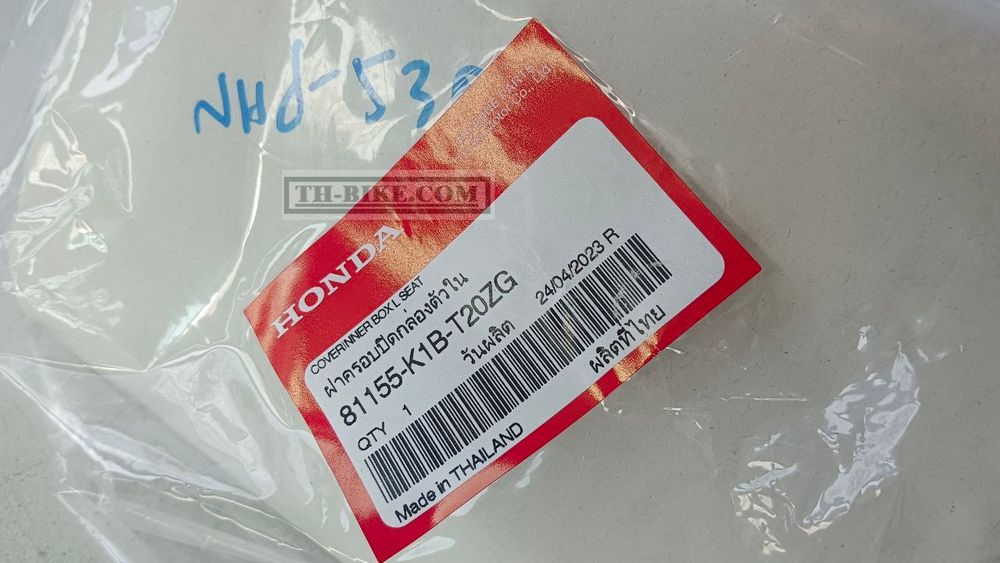 TH-BIKE.COM
HONDA
COVER INNER BOX L SEAT
ฝาครอบปิดกล่องตัวใน
81155-K1B-T20ZG
QTY 1 วันผลิต 24/04/2023 R
Made in THAILAND ผลิตที่ไทย